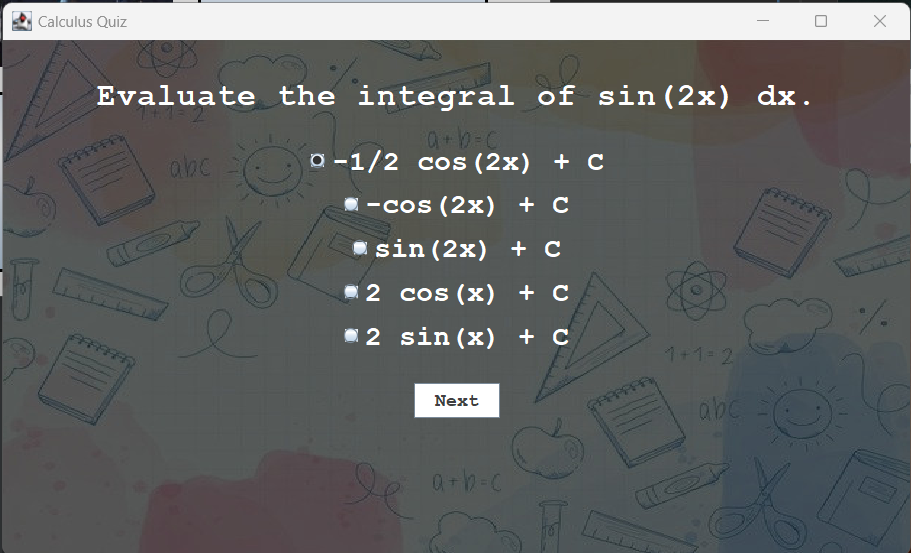 Calculus Quiz
Evaluate the integral of sin(2x) dx.
1+1=2
a+b=c
-1/2 cos(2x) + C
abc
-cos(2x) + C
sin(2x) + C
2 cos(x) + C
2 sin(x) + C
1+1=2
Next
abc
a+b=c